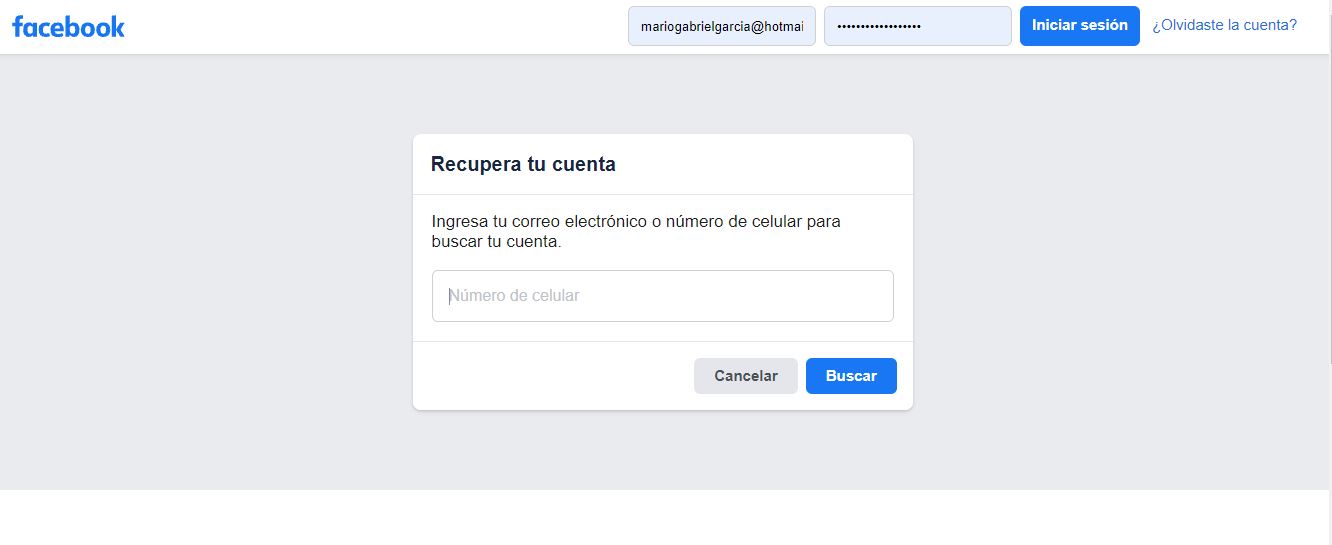 facebook
mariogabrielgarcia@hotmai
•••••••••••••••••
Iniciar sesión
¿Olvidaste la cuenta?
Recupera tu cuenta
Ingresa tu correo electrónico o número de celular para
buscar tu cuenta.
Número de celular
Cancelar
Buscar